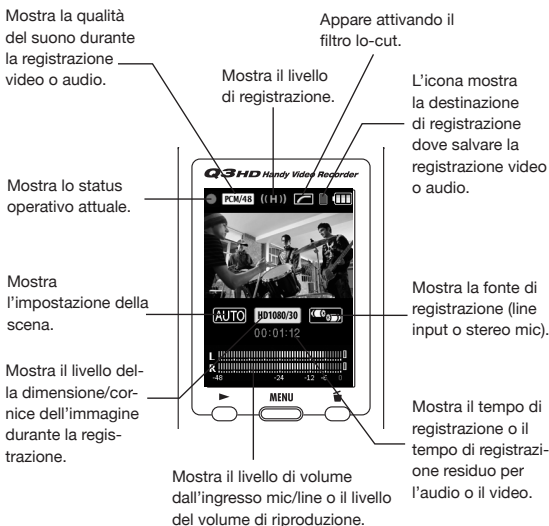 Mostra la qualità
del suono durante
la registrazione
video o audio.
Appare attivando il
filtro lo-cut.
Mostra il livello
di registrazione.
L'icona mostra
la destinazione
di registrazione
dove salvare la
registrazione video
o audio.
Mostra lo status
operativo attuale.
Q3HD Handy Video Recorder
PCM/48 ((H))
Mostra
l'impostazione della
scena.
AUTO HD1080/30
00:01:12
Mostra la fonte di
registrazione (line
input o stereo mic).
Mostra il livello del-
la dimensione/cor-
nice dell'immagine
durante la regis-
trazione.
L
R
-48 -24 -12 -6 0
MENU
Mostra il tempo di
registrazione o il
tempo di registrazi-
one residuo per
l'audio o il video.
Mostra il livello di volume
dall'ingresso mic/line o il livello
del volume di riproduzione.